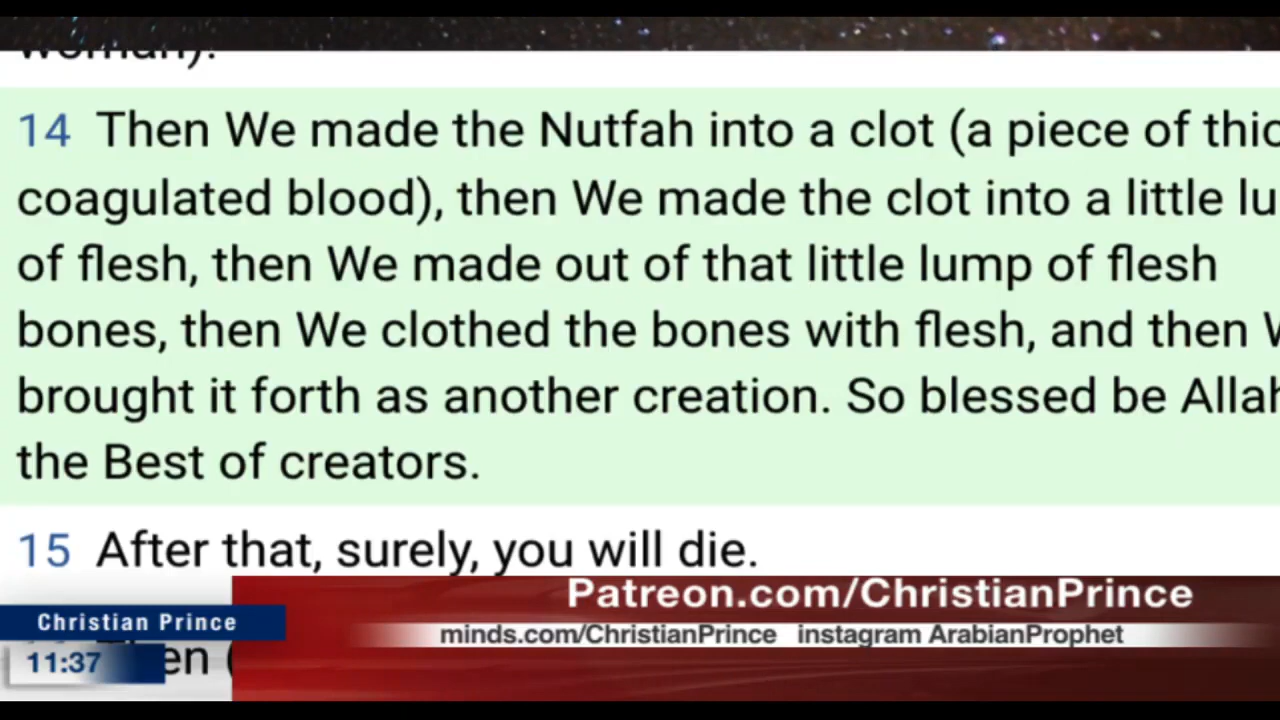 woman).
14 Then We made the Nutfah into a clot (a piece of thic
coagulated blood), then We made the clot into a little lu
of flesh, then We made out of that little lump of flesh
bones, then We clothed the bones with flesh, and then W
brought it forth as another creation. So blessed be Allah
the Best of creators.
15 After that, surely, you will die.
Patreon.com/ChristianPrince
Christian Prince
minds.com/ChristianPrince instagram ArabianProphet
11:37